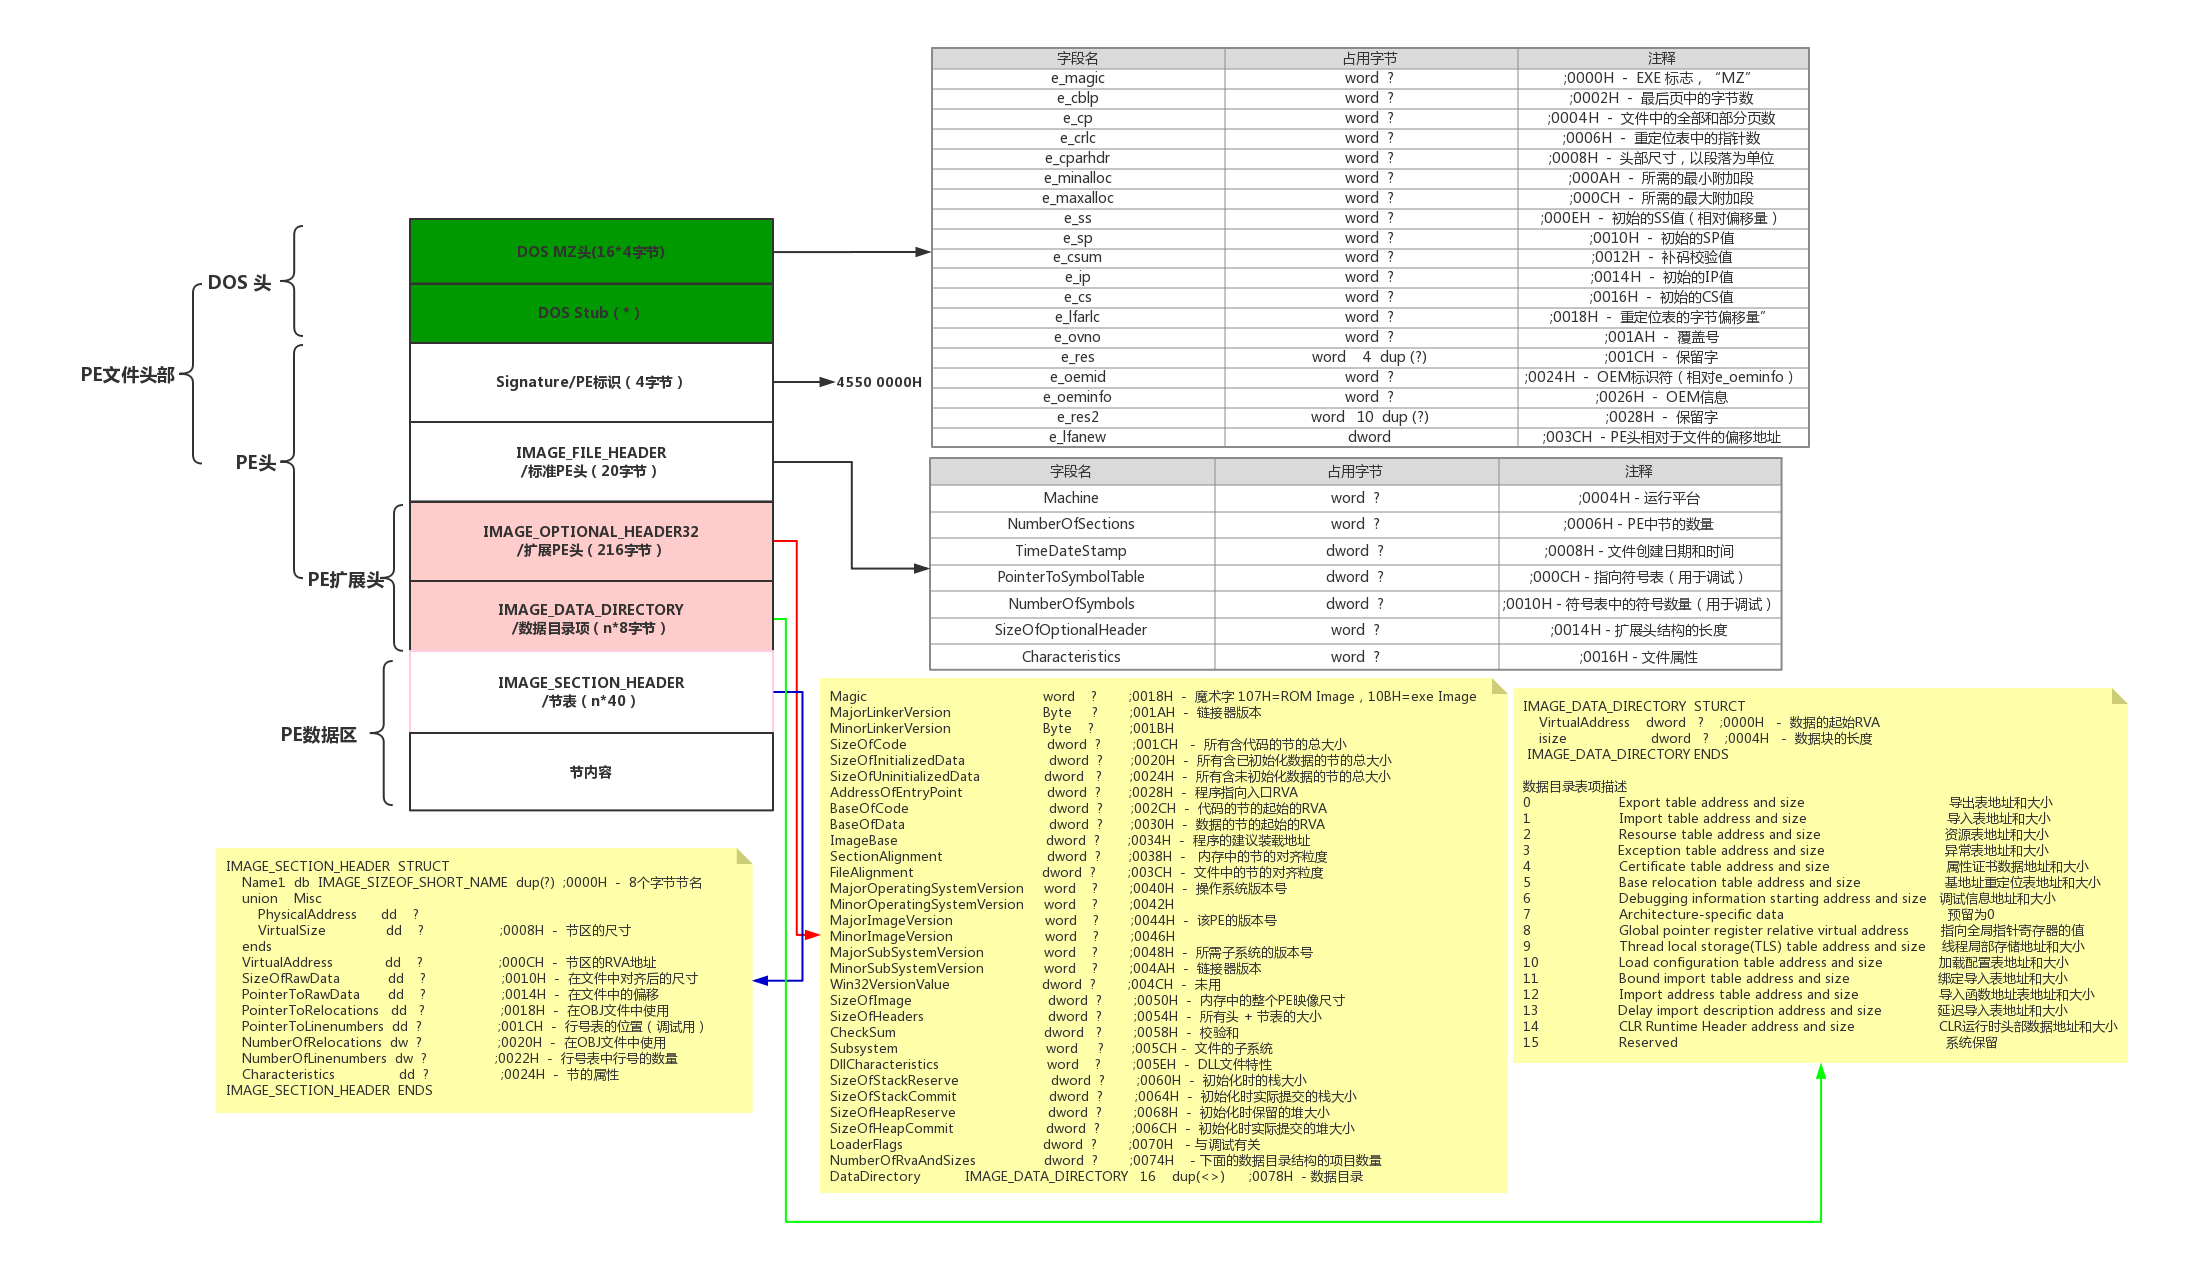 字段名 占用字节 注释
e_magic word ? ;0000H - EXE 标志，“MZ”
e_cblp word ? ;0002H - 最后页中的字节数
e_cp word ? ;0004H - 文件中的全部和部分页数
e_crlc word ? ;0006H - 重定位表中的指针数
e_cparhdr word ? ;0008H - 头部尺寸，以段落为单位
e_minalloc word ? ;000AH - 所需的最小附加段
e_maxalloc word ? ;000CH - 所需的最大附加段
e_ss word ? ;000EH - 初始的SS值（相对偏移量）
e_sp word ? ;0010H - 初始的SP值
e_csum word ? ;0012H - 补码校验值
e_ip word ? ;0014H - 初始的IP值
e_cs word ? ;0016H - 初始的CS值
e_lfarlc word ? ;0018H - 重定位表的字节偏移量”
e_ovno word ? ;001AH - 覆盖号
e_res word 4 dup (?) ;001CH - 保留字
e_oemid word ? ;0024H - OEM标识符（相对e_oeminfo）
e_oeminfo word ? ;0026H - OEM信息
e_res2 word 10 dup (?) ;0028H - 保留字
e_lfanew dword ;003CH - PE头相对于文件的偏移地址
DOS MZ头(16*4字节)
DOS 头
DOS Stub（*）
PE文件头部
Signature/PE标识（4字节）
4550 0000H
PE头
IMAGE_FILE_HEADER
/标准PE头（20字节）
字段名 占用字节 注释
Machine word ? ;0004H - 运行平台
NumberOfSections word ? ;0006H - PE中节的数量
TimeDateStamp dword ? ;0008H - 文件创建日期和时间
PointerToSymbolTable dword ? ;000CH - 指向符号表（用于调试）
NumberOfSymbols dword ? ;0010H - 符号表中的符号数量（用于调试）
SizeOfOptionalHeader word ? ;0014H - 扩展头结构的长度
Characteristics word ? ;0016H - 文件属性
IMAGE_OPTIONAL_HEADER32
/扩展PE头（216字节）
PE扩展头
IMAGE_DATA_DIRECTORY
/数据目录项（n*8字节）
IMAGE_SECTION_HEADER
/节表（n*40）
PE数据区
节内容
Magic word ? ;0018H - 魔术字 107H=ROM Image，10BH=exe Image
MajorLinkerVersion Byte ? ;001AH - 链接器版本
MinorLinkerVersion Byte ? ;001BH
SizeOfCode dword ? ;001CH - 所有含代码的节的总大小
SizeOfInitializedData dword ? ;0020H - 所有含已初始化数据的节的总大小
SizeOfUninitializedData dword ? ;0024H - 所有含未初始化数据的节的总大小
AddressOfEntryPoint dword ? ;0028H - 程序指向入口RVA
BaseOfCode dword ? ;002CH - 代码的节的起始的RVA
BaseOfData dword ? ;0030H - 数据的节的起始的RVA
ImageBase dword ? ;0034H - 程序的建议装载地址
SectionAlignment dword ? ;0038H - 内存中的节的对齐粒度
FileAlignment dword ? ;003CH - 文件中的节的对齐粒度
MajorOperatingSystemVersion word ? ;0040H - 操作系统版本号
MinorOperatingSystemVersion word ? ;0042H
MajorImageVersion word ? ;0044H - 该PE的版本号
MinorImageVersion word ? ;0046H
MajorSubSystemVersion word ? ;0048H - 所需子系统的版本号
MinorSubSystemVersion word ? ;004AH - 链接器版本
Win32VersionValue dword ? ;004CH - 未用
SizeOfImage dword ? ;0050H - 内存中的整个PE映像尺寸
SizeOfHeaders dword ? ;0054H - 所有头 + 节表的大小
CheckSum dword ? ;0058H - 校验和
Subsystem word ? ;005CH - 文件的子系统
DllCharacteristics word ? ;005EH - DLL文件特性
SizeOfStackReserve dword ? ;0060H - 初始化时的栈大小
SizeOfStackCommit dword ? ;0064H - 初始化时实际提交的栈大小
SizeOfHeapReserve dword ? ;0068H - 初始化时保留的堆大小
SizeOfHeapCommit dword ? ;006CH - 初始化时实际提交的堆大小
LoaderFlags dword ? ;0070H - 与调试有关
NumberOfRvaAndSizes dword ? ;0074H - 下面的数据目录结构的项目数量
DataDirectory IMAGE_DATA_DIRECTORY 16 dup(<>) ;0078H - 数据目录
IMAGE_DATA_DIRECTORY STURCT
VirtualAddress dword ? ;0000H - 数据的起始RVA
isize dword ? ;0004H - 数据块的长度
IMAGE_DATA_DIRECTORY ENDS
数据目录表项描述
0 Export table address and size 导出表地址和大小
1 Import table address and size 导入表地址和大小
2 Resourse table address and size 资源表地址和大小
3 Exception table address and size 异常表地址和大小
4 Certificate table address and size 属性证书数据地址和大小
5 Base relocation table address and size 基地址重定位表地址和大小
6 Debugging information starting address and size 调试信息地址和大小
7 Architecture-specific data 预留为0
8 Global pointer register relative virtual address 指向全局指针寄存器的值
9 Thread local storage(TLS) table address and size 线程局部存储地址和大小
10 Load configuration table address and size 加载配置表地址和大小
11 Bound import table address and size 绑定导入表地址和大小
12 Import address table address and size 导入函数地址表地址和大小
13 Delay import description address and size 延迟导入表地址和大小
14 CLR Runtime Header address and size CLR运行时头部数据地址和大小
15 Reserved 系统保留
IMAGE_SECTION_HEADER STRUCT
Name1 db IMAGE_SIZEOF_SHORT_NAME dup(?) ;0000H - 8个字节节名
union Misc
PhysicalAddress dd ?
VirtualSize dd ? ;0008H - 节区的尺寸
ends
VirtualAddress dd ? ;000CH - 节区的RVA地址
SizeOfRawData dd ? ;0010H - 在文件中对齐后的尺寸
PointerToRawData dd ? ;0014H - 在文件中的偏移
PointerToRelocations dd ? ;0018H - 在OBJ文件中使用
PointerToLinenumbers dd ? ;001CH - 行号表的位置（调试用）
NumberOfRelocations dw ? ;0020H - 在OBJ文件中使用
NumberOfLinenumbers dw ? ;0022H - 行号表中行号的数量
Characteristics dd ? ;0024H - 节的属性
IMAGE_SECTION_HEADER ENDS